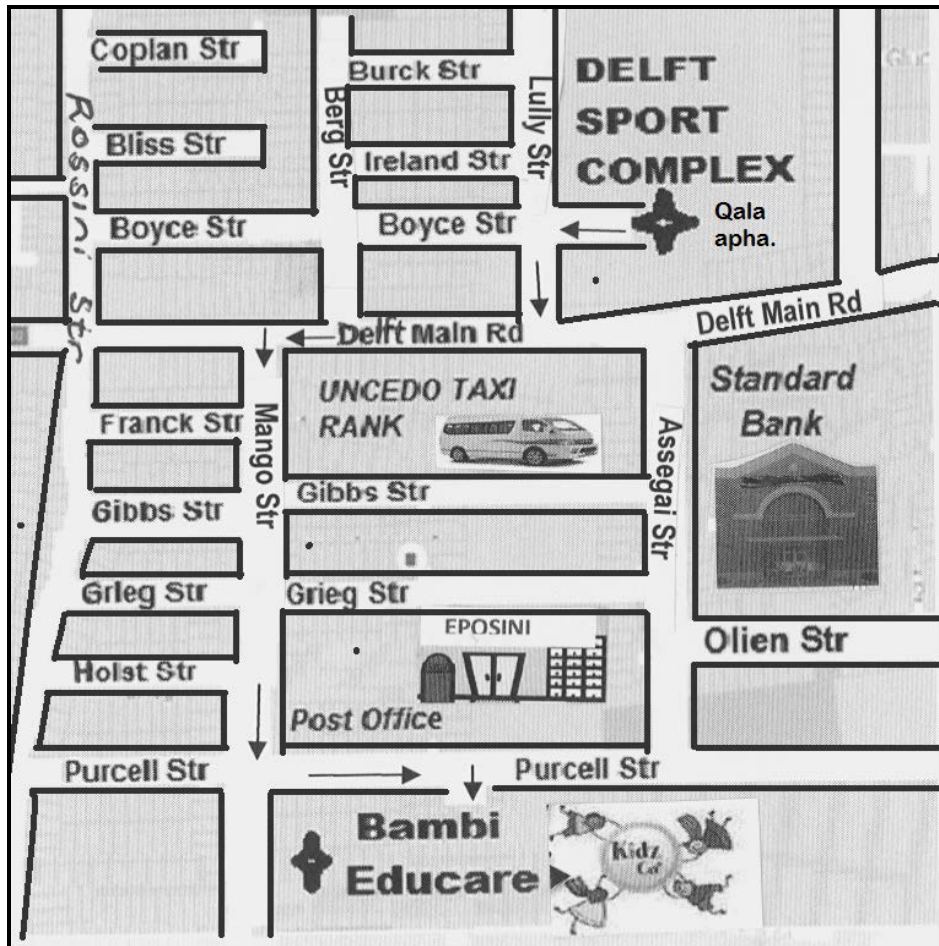 Coplan Str
Burck Str
DELFT
SPORT
COMPLEX
Rossini Str
Berg Str
Lully Str
Bliss Str
Ireland Str
Boyce Str
Boyce Str
Qala
apha.
Delft Main Rd
Delft Main Rd
UNCEDO TAXI
RANK
Standard
Bank
Franck Str
Mango Str
Assegai Str
Gibbs Str
Gibbs Str
Grieg Str
Grieg Str
EPOSINI
Olien Str
Holst Str
Post Office
Purcell Str
Purcell Str
Bambi
Educare
Kidz